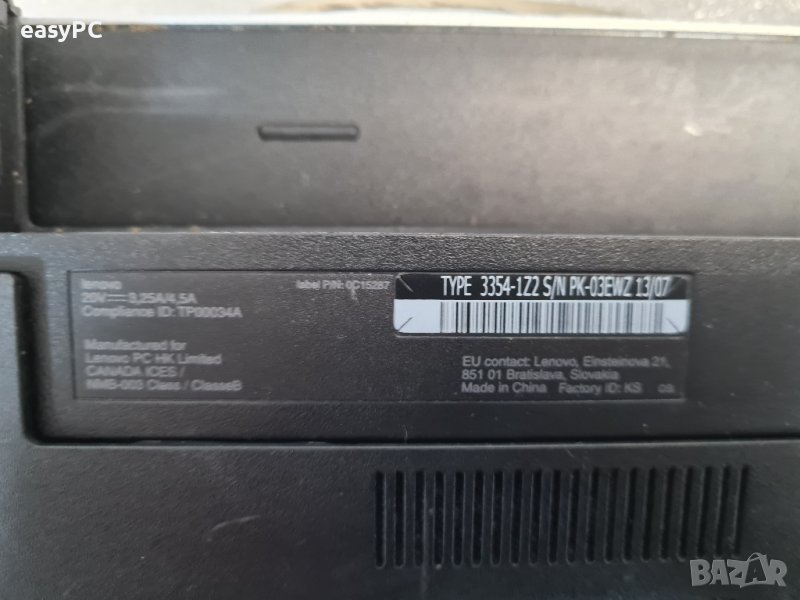 easyPC
lenovo
20V 3,25A/4.5A
Compliance ID: TP00034A
label P/N: 0C15287
TYPE 3354-1Z2 S/N PK-03EWZ 13/07
Manufactured for
Lenovo PC HK Limited
CANADA ICES /
NMB-003 Class / ClasseB
EU contact: Lenovo, Einsteinova 21,
851 01 Bratislava, Slovakia
Made in China Factory ID: KS
BAZAR